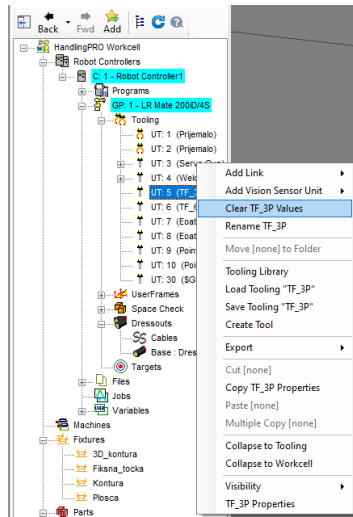 Back
Fwd
Add
HandlingPRO Workcell
Robot Controllers
C: 1 - Robot Controller1
Programs
GP: 1 - LR Mate 200iD/4S
Tooling
UT: 1 (Prijemalo)
UT: 2 (Prijemalo)
UT: 3 (Servo
UT: 4 (Weld
UT: 5 (TF_
UT: 6 (TF_
UT: 7 (Eoat
UT: 8 (Eoat
UT: 9 (Poin
UT: 10 (Poi
UT: 30 ($G
UserFrames
Space Check
Dressouts
Cables
Base : Dres
Targets
Files
Jobs
Variables
Machines
Fixtures
3D_kontura
Fiksna_tocka
Kontura
Plosca
Parts
Add Link
Add Vision Sensor Unit
Clear TF_3P Values
Rename TF_3P
Move [none] to Folder
Tooling Library
Load Tooling "TF_3P"
Save Tooling "TF_3P"
Create Tool
Export
Cut [none]
Copy TF_3P Properties
Paste [none]
Multiple Copy [none]
Collapse to Tooling
Collapse to Workcell
Visibility
TF_3P Properties